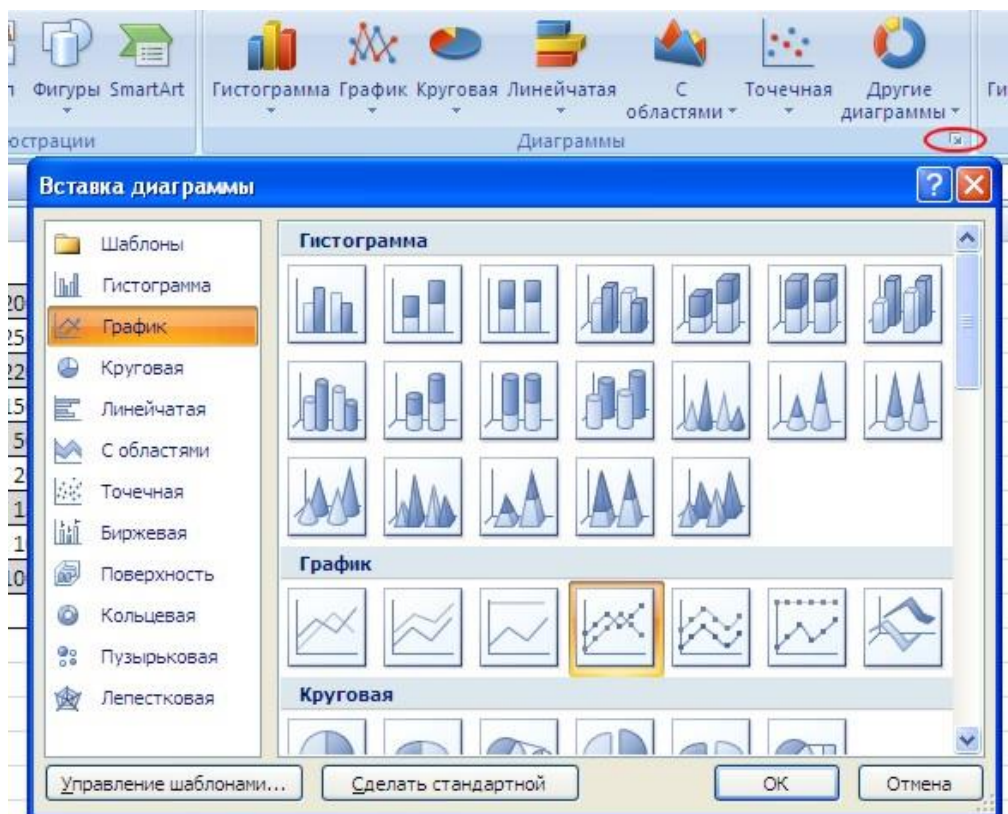 Фигуры SmartArt Гистограмма График Круговая Линейчатая С областями Точечная Другие диаграммы
Диаграммы
Вставка диаграммы
Шаблоны
Гистограмма
График
Круговая
Линейчатая
С областями
Точечная
Биржевая
Поверхность
Кольцевая
Пузырьковая
Лепестковая
Гистограмма
График
Круговая
Управление шаблонами...
Сделать стандартной
ОК
Отмена